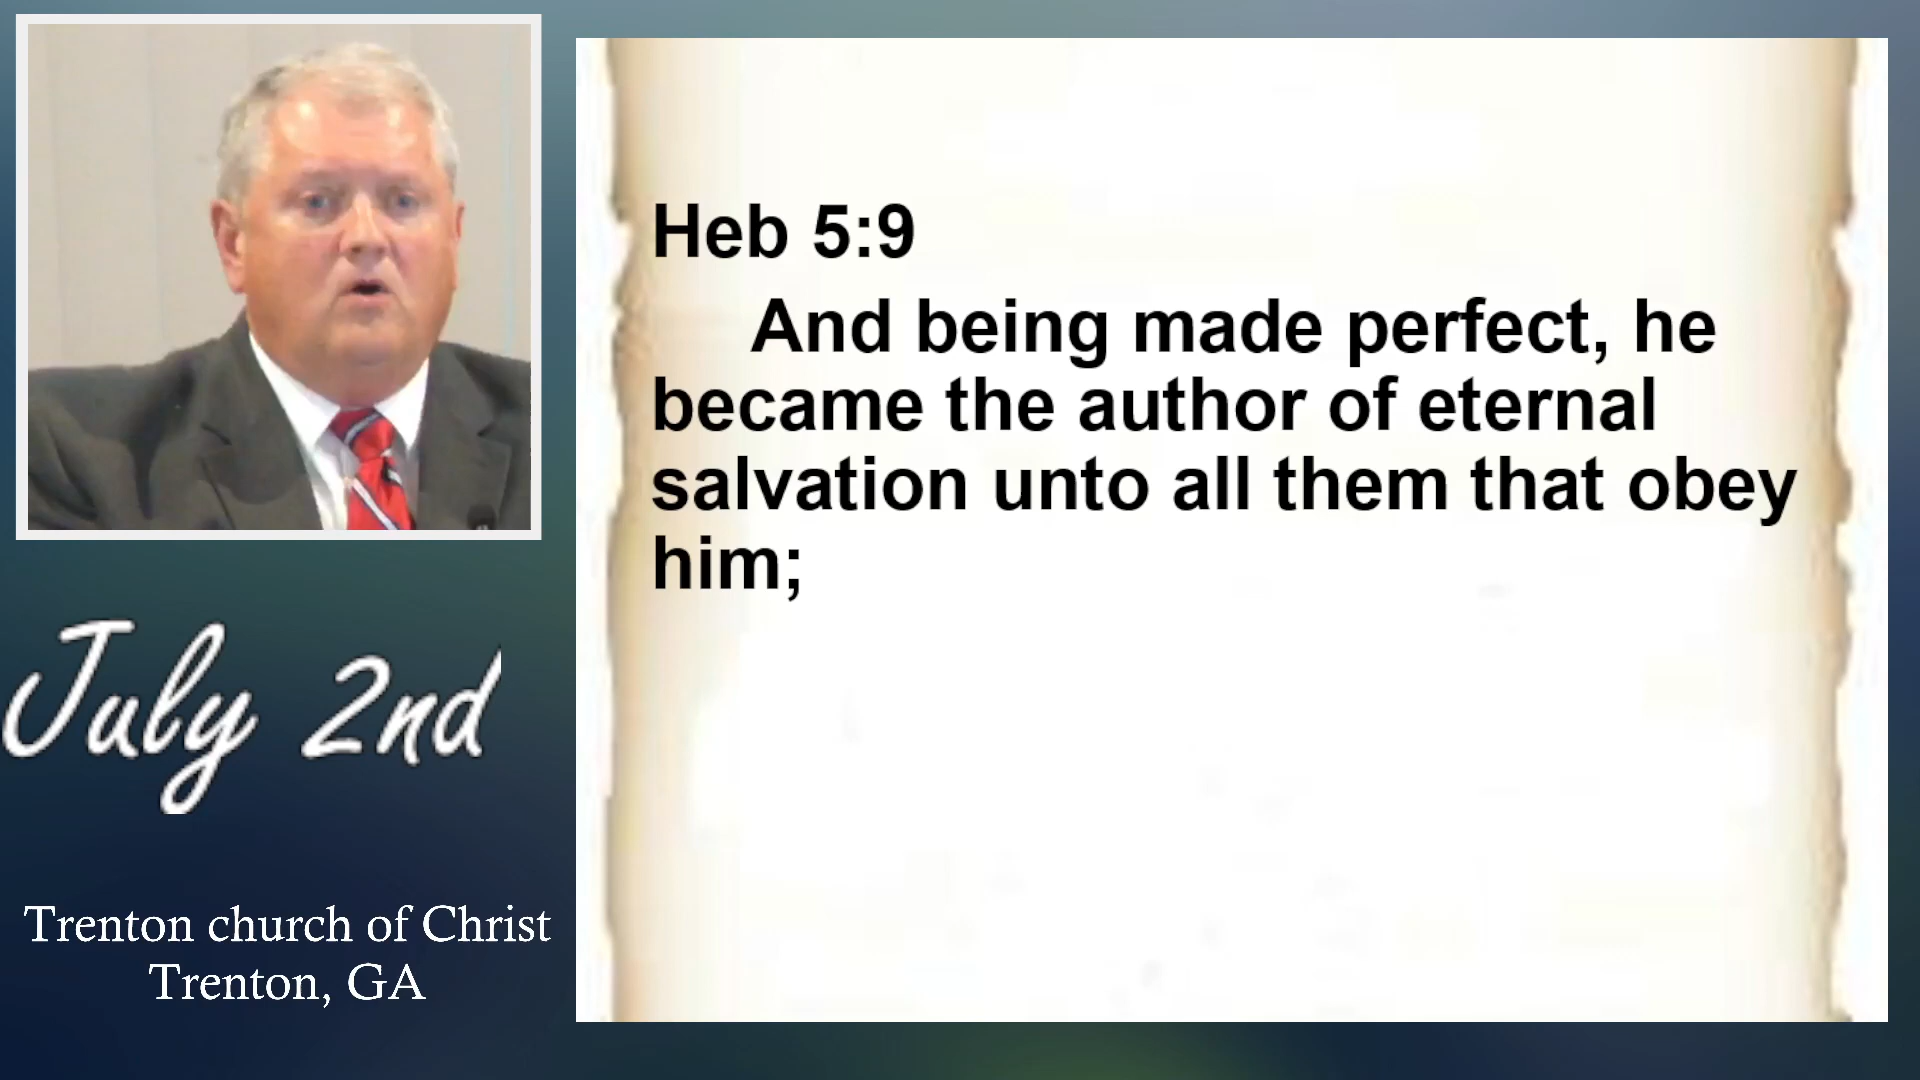 Heb 5:9
And being made perfect, he
became the author of eternal
salvation unto all them that obey
him;
July 2nd
Trenton church of Christ
Trenton, GA